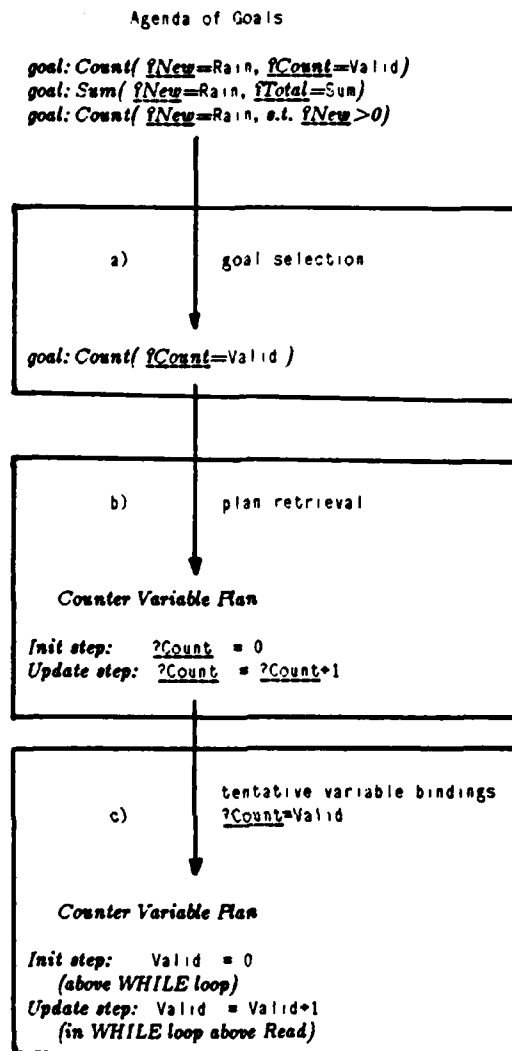 Agenda of Goals
goal: Count( ?New=Rain, ?Count=Valid)
goal: Sum( ?New=Rain, ?Total=Sum)
goal: Count( ?New=Rain, s.t. ?New>0)
a) goal selection
goal: Count( ?Count=Valid )
b) plan retrieval
Counter Variable Plan
Init step: ?Count = 0
Update step: ?Count = ?Count+1
tentative variable bindings
c) ?Count=Valid
Counter Variable Plan
Init step: Valid = 0
(above WHILE loop)
Update step: Valid = Valid+1
(in WHILE loop above Read)